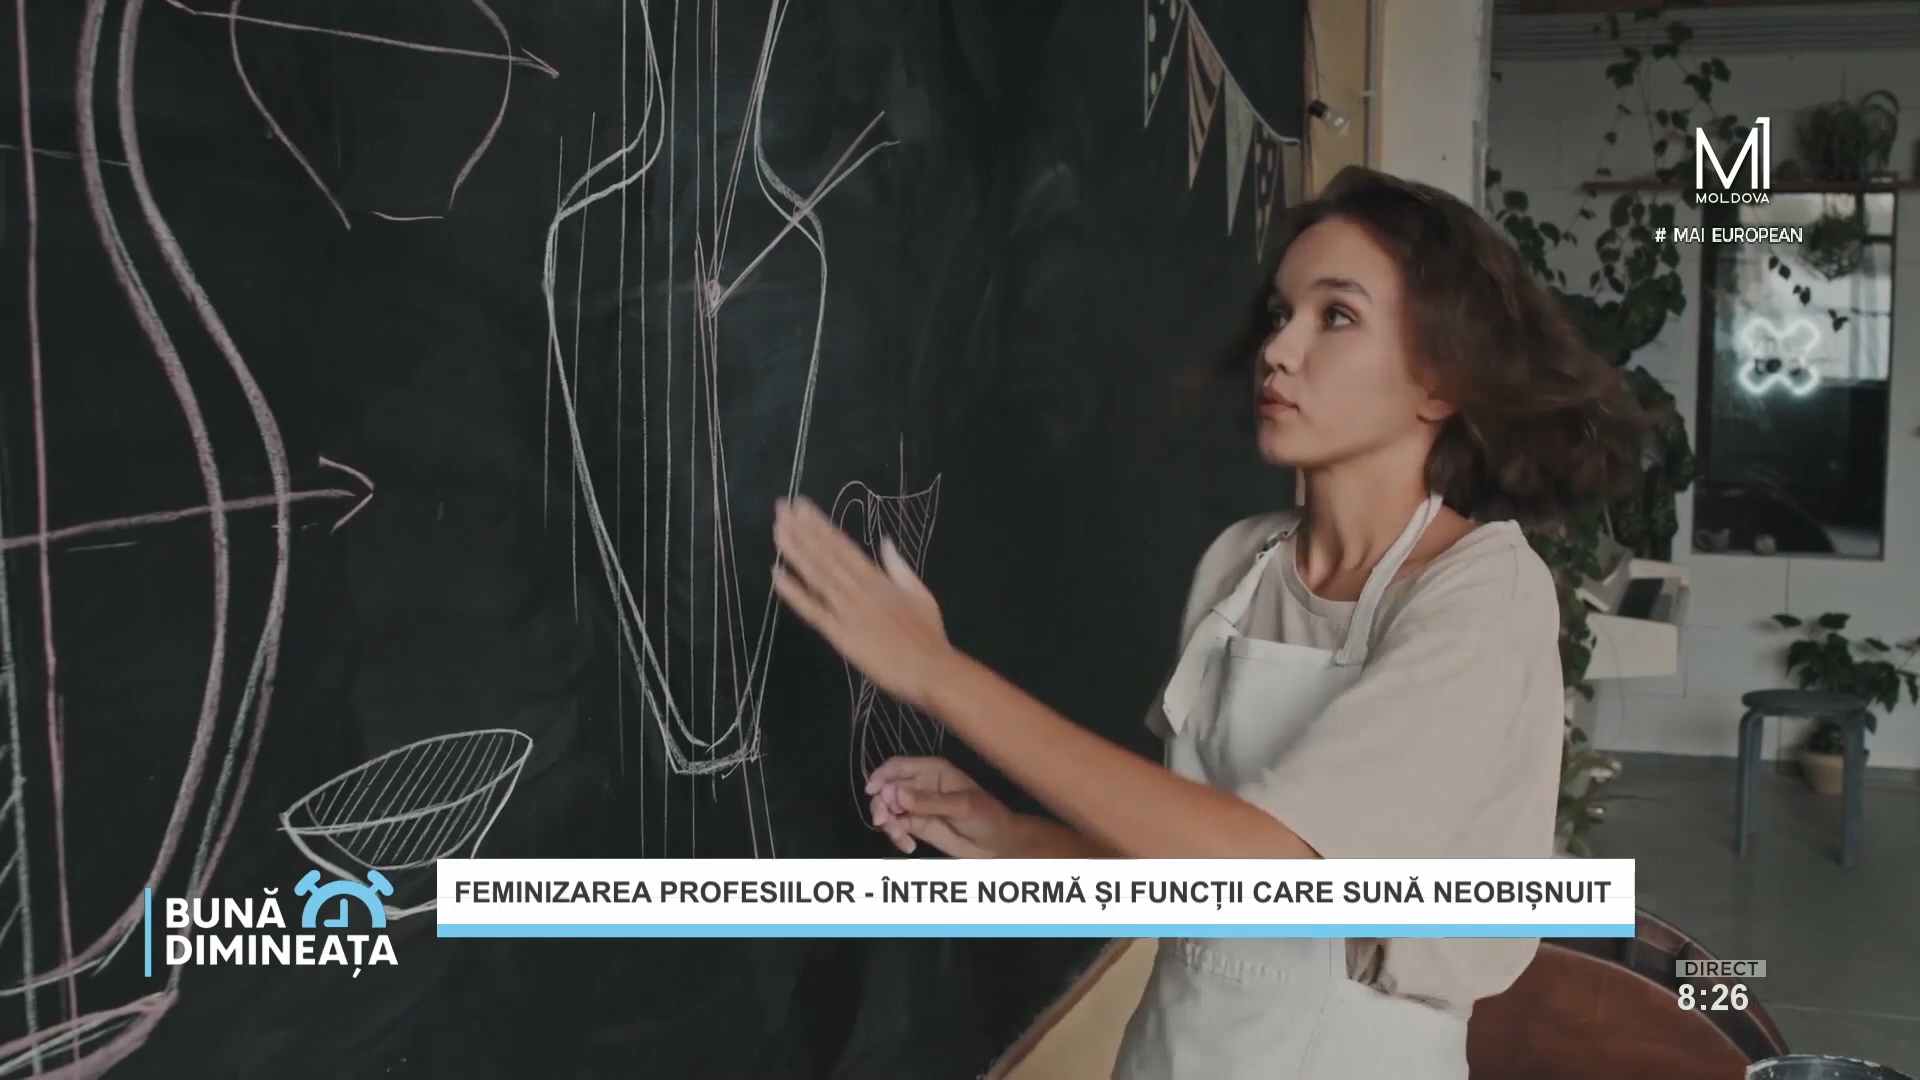 M1
MOLDOVA
# MAI EUROPEAN
FEMINIZAREA PROFESIILOR - ÎNTRE NORMĂ ȘI FUNCȚII CARE SUNĂ NEOBIȘNUIT
BUNĂ
DIMINEAȚA
DIRECT
8:26